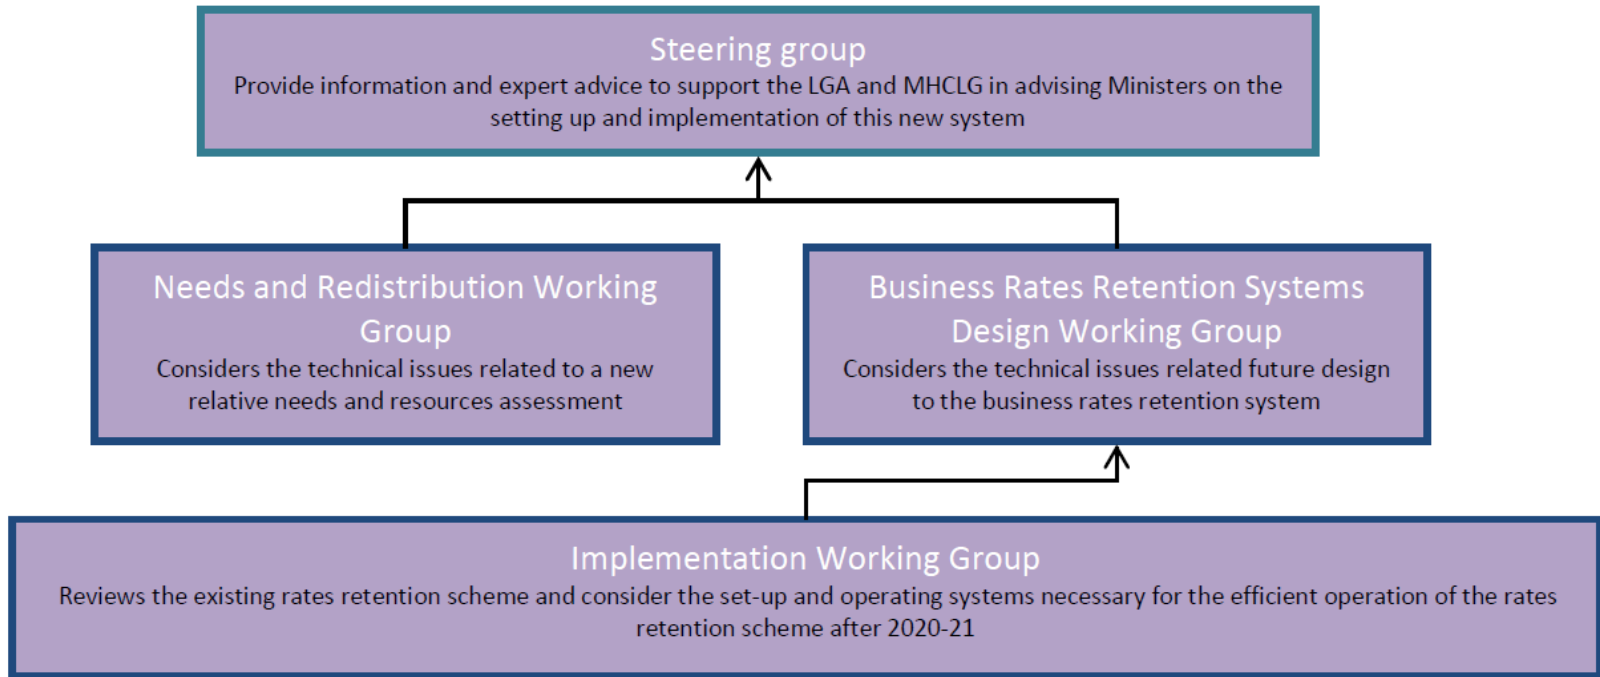 Steering group
Provide information and expert advice to support the LGA and MHCLG in advising Ministers on the
setting up and implementation of this new system
Needs and Redistribution Working
Group
Considers the technical issues related to a new
relative needs and resources assessment
Business Rates Retention Systems
Design Working Group
Considers the technical issues related future design
to the business rates retention system
Implementation Working Group
Reviews the existing rates retention scheme and consider the set-up and operating systems necessary for the efficient operation of the rates
retention scheme after 2020-21